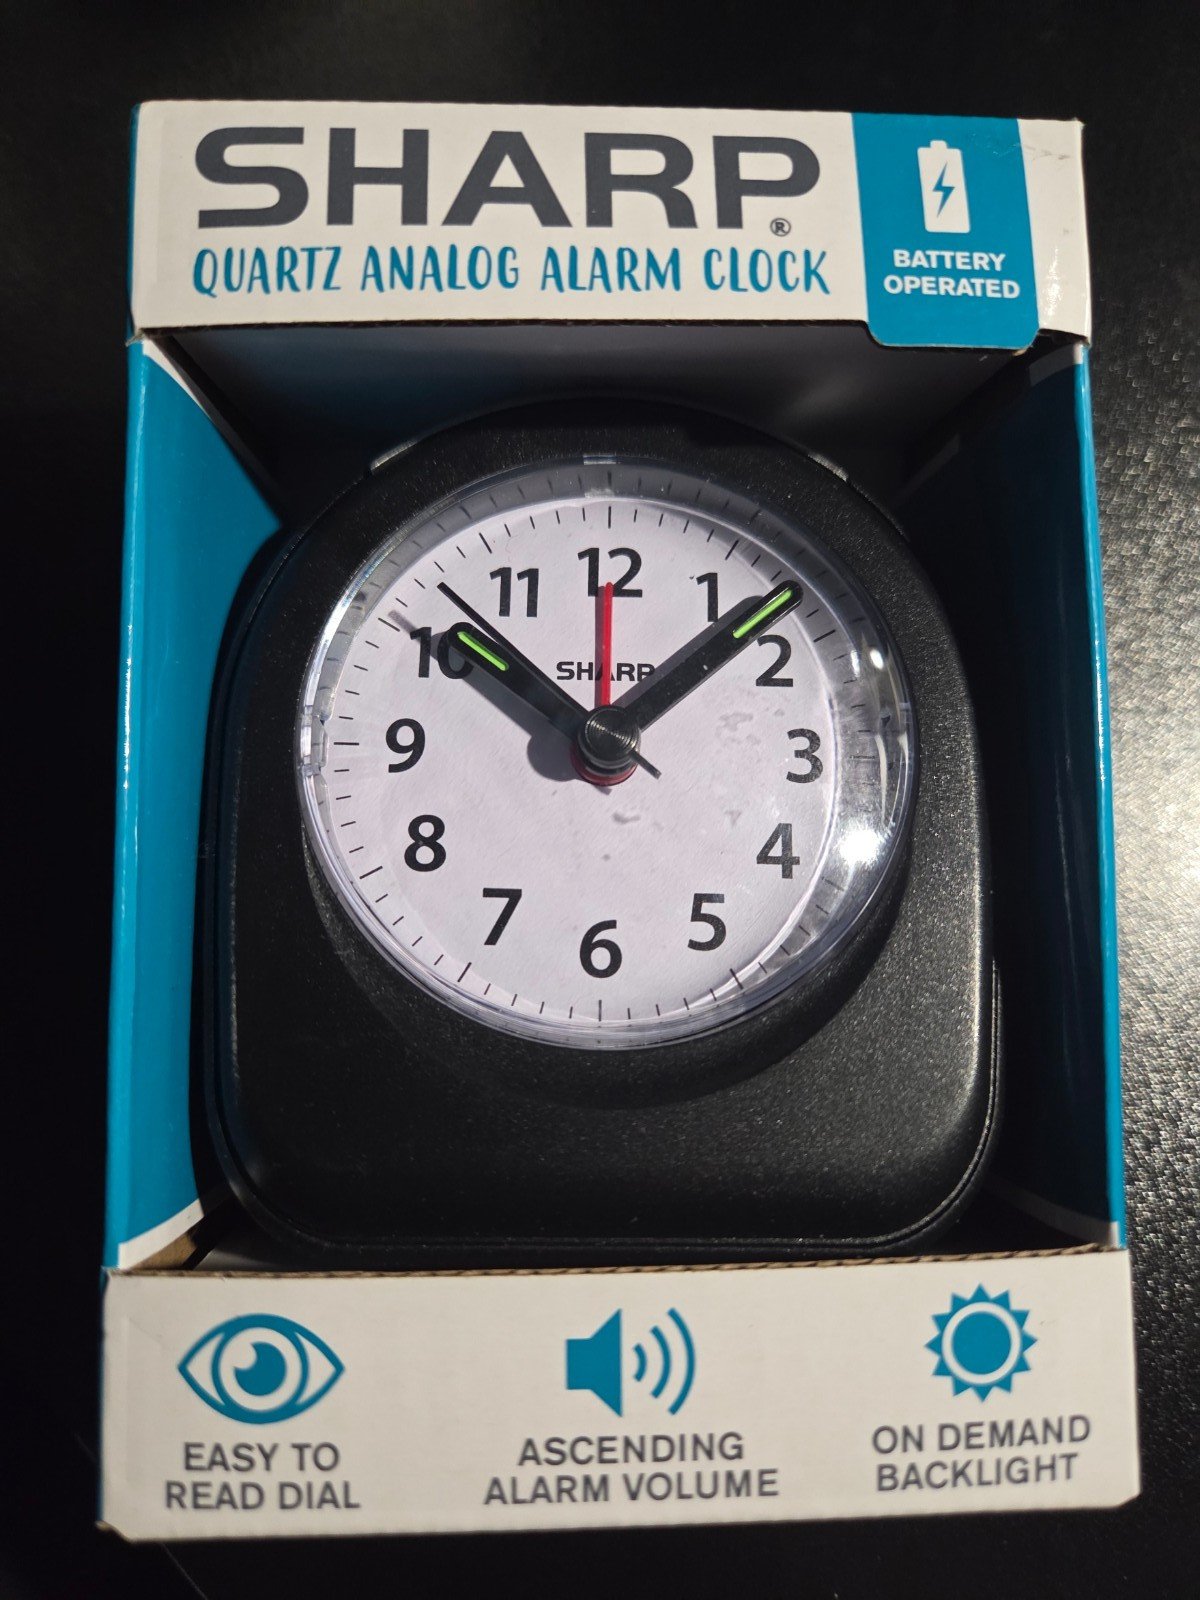 SHARP®
QUARTZ ANALOG ALARM CLOCK
BATTERY
OPERATED
12
11
1
10
2
SHARP
9
3
8
4
7
5
6
EASY TO
READ DIAL
ASCENDING
ALARM VOLUME
ON DEMAND
BACKLIGHT